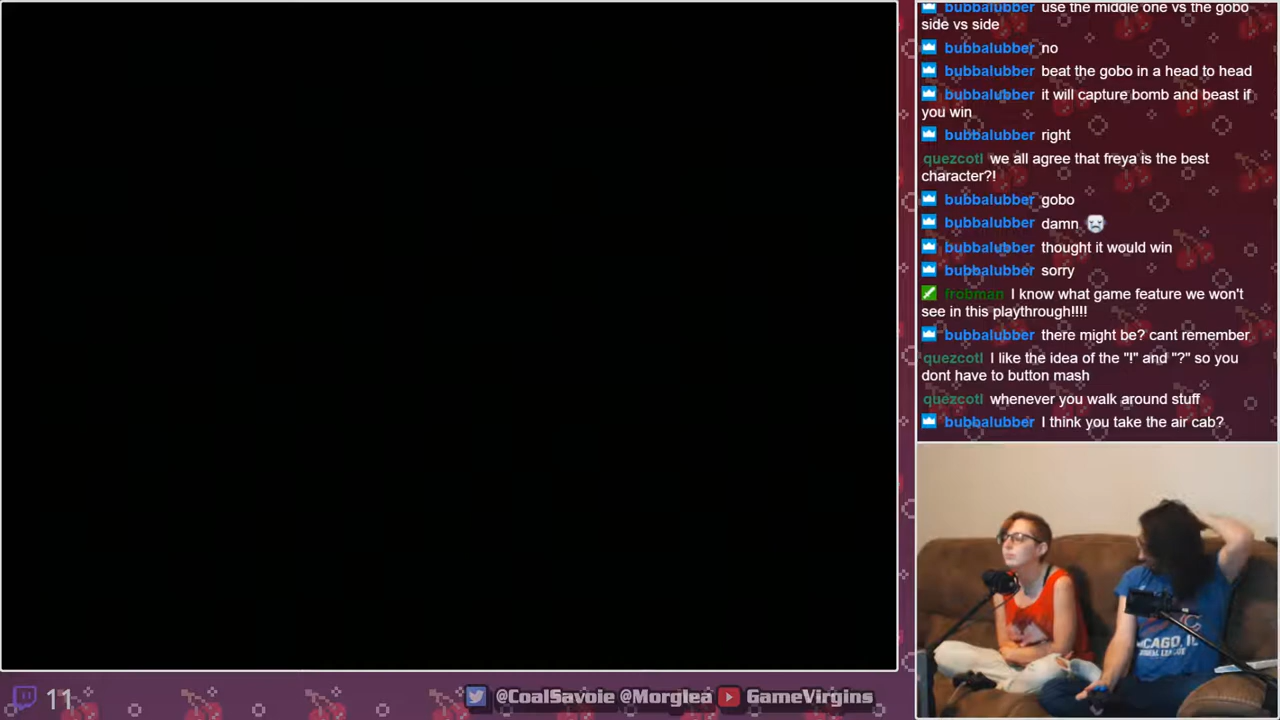 bubbalubber use the middle one vs the gobo
side vs side
bubbalubber no
bubbalubber beat the gobo in a head to head
bubbalubber it will capture bomb and beast if
you win
bubbalubber right
quezcotl we all agree that freya is the best
character?!
bubbalubber gobo
bubbalubber damn
bubbalubber thought it would win
bubbalubber sorry
frobman I know what game feature we won't
see in this playthrough!!!!
bubbalubber there might be? cant remember
quezcotl I like the idea of the "!" and "?" so you
dont have to button mash
quezcotl whenever you walk around stuff
bubbalubber I think you take the air cab?
CHICAGO, IL
11
@CoalSavoie @Morglea GameVirgins